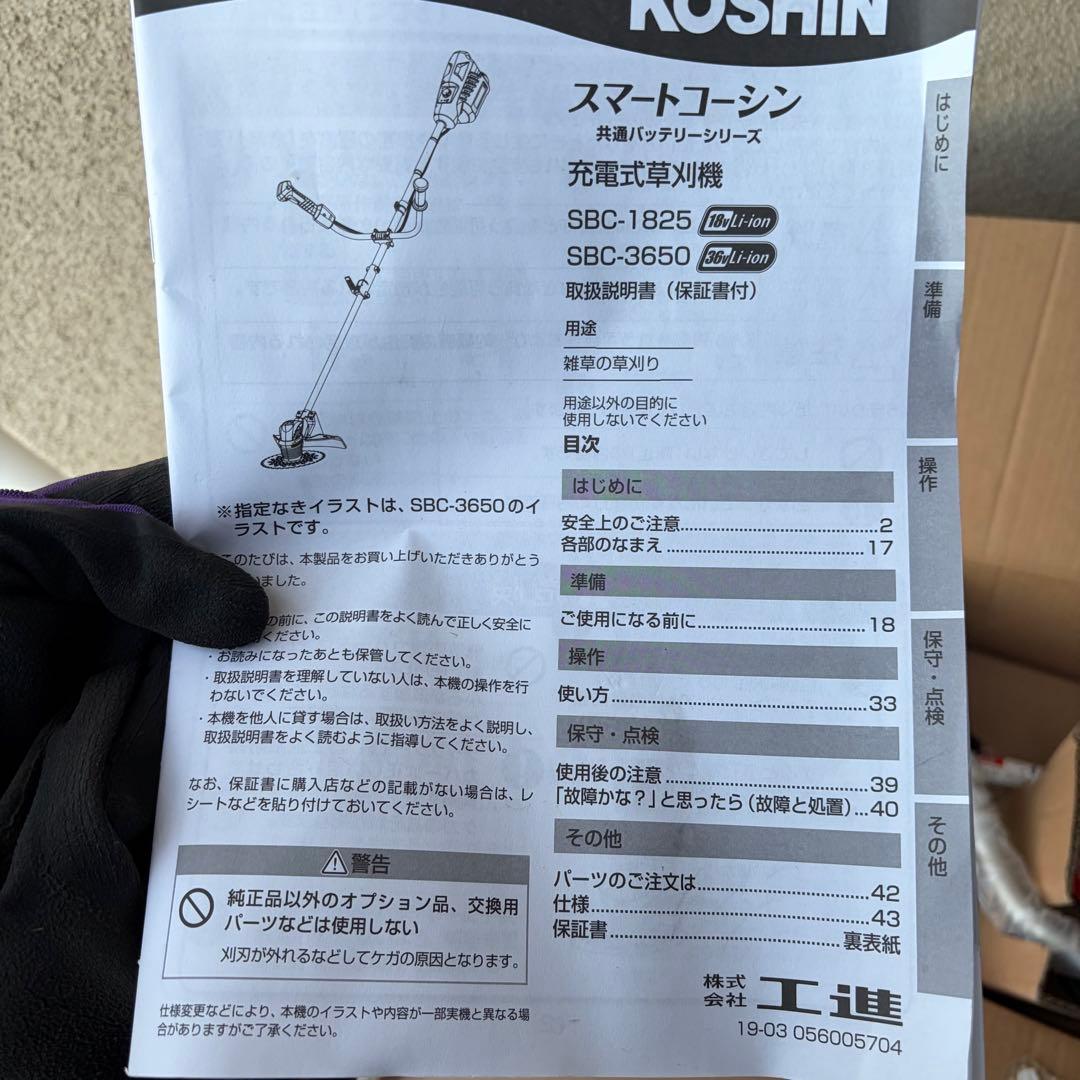 KOSHIN
スマートコーシン
共通バッテリーシリーズ
充電式草刈機
SBC-1825 18v Li-ion
SBC-3650 36v Li-ion
取扱説明書（保証書付）
用途
雑草の草刈り
用途以外の目的に
使用しないでください
目次
はじめに
安全上のご注意 2
各部のなまえ 17
準備
ご使用になる前に 18
操作
使い方 33
保守・点検
使用後の注意 39
「故障かな？」と思ったら（故障と処置） 40
その他
パーツのご注文は 42
仕様 43
保証書 裏表紙
※指定なきイラストは、SBC-3650のイ
ラストです。
このたびは、本製品をお買い上げいただきありがとう
いました。
の前に、この説明書をよく読んで正しく安全に
ください。
・お読みになったあとも保管してください。
・取扱説明書を理解していない人は、本機の操作を行
わないでください。
・本機を他人に貸す場合は、取扱い方法をよく説明し、
取扱説明書をよく読むように指導してください。
なお、保証書に購入店などの記載がない場合は、レ
シートなどを貼り付けておいてください。
⚠警告
純正品以外のオプション品、交換用
パーツなどは使用しない
刈刃が外れるなどしてケガの原因となります。
仕様変更などにより、本機のイラストや内容が一部実機と異なる場
合がありますがご了承ください。
株式
会社 工進
19-03 056005704
はじめに
準備
操作
保守・点検
その他